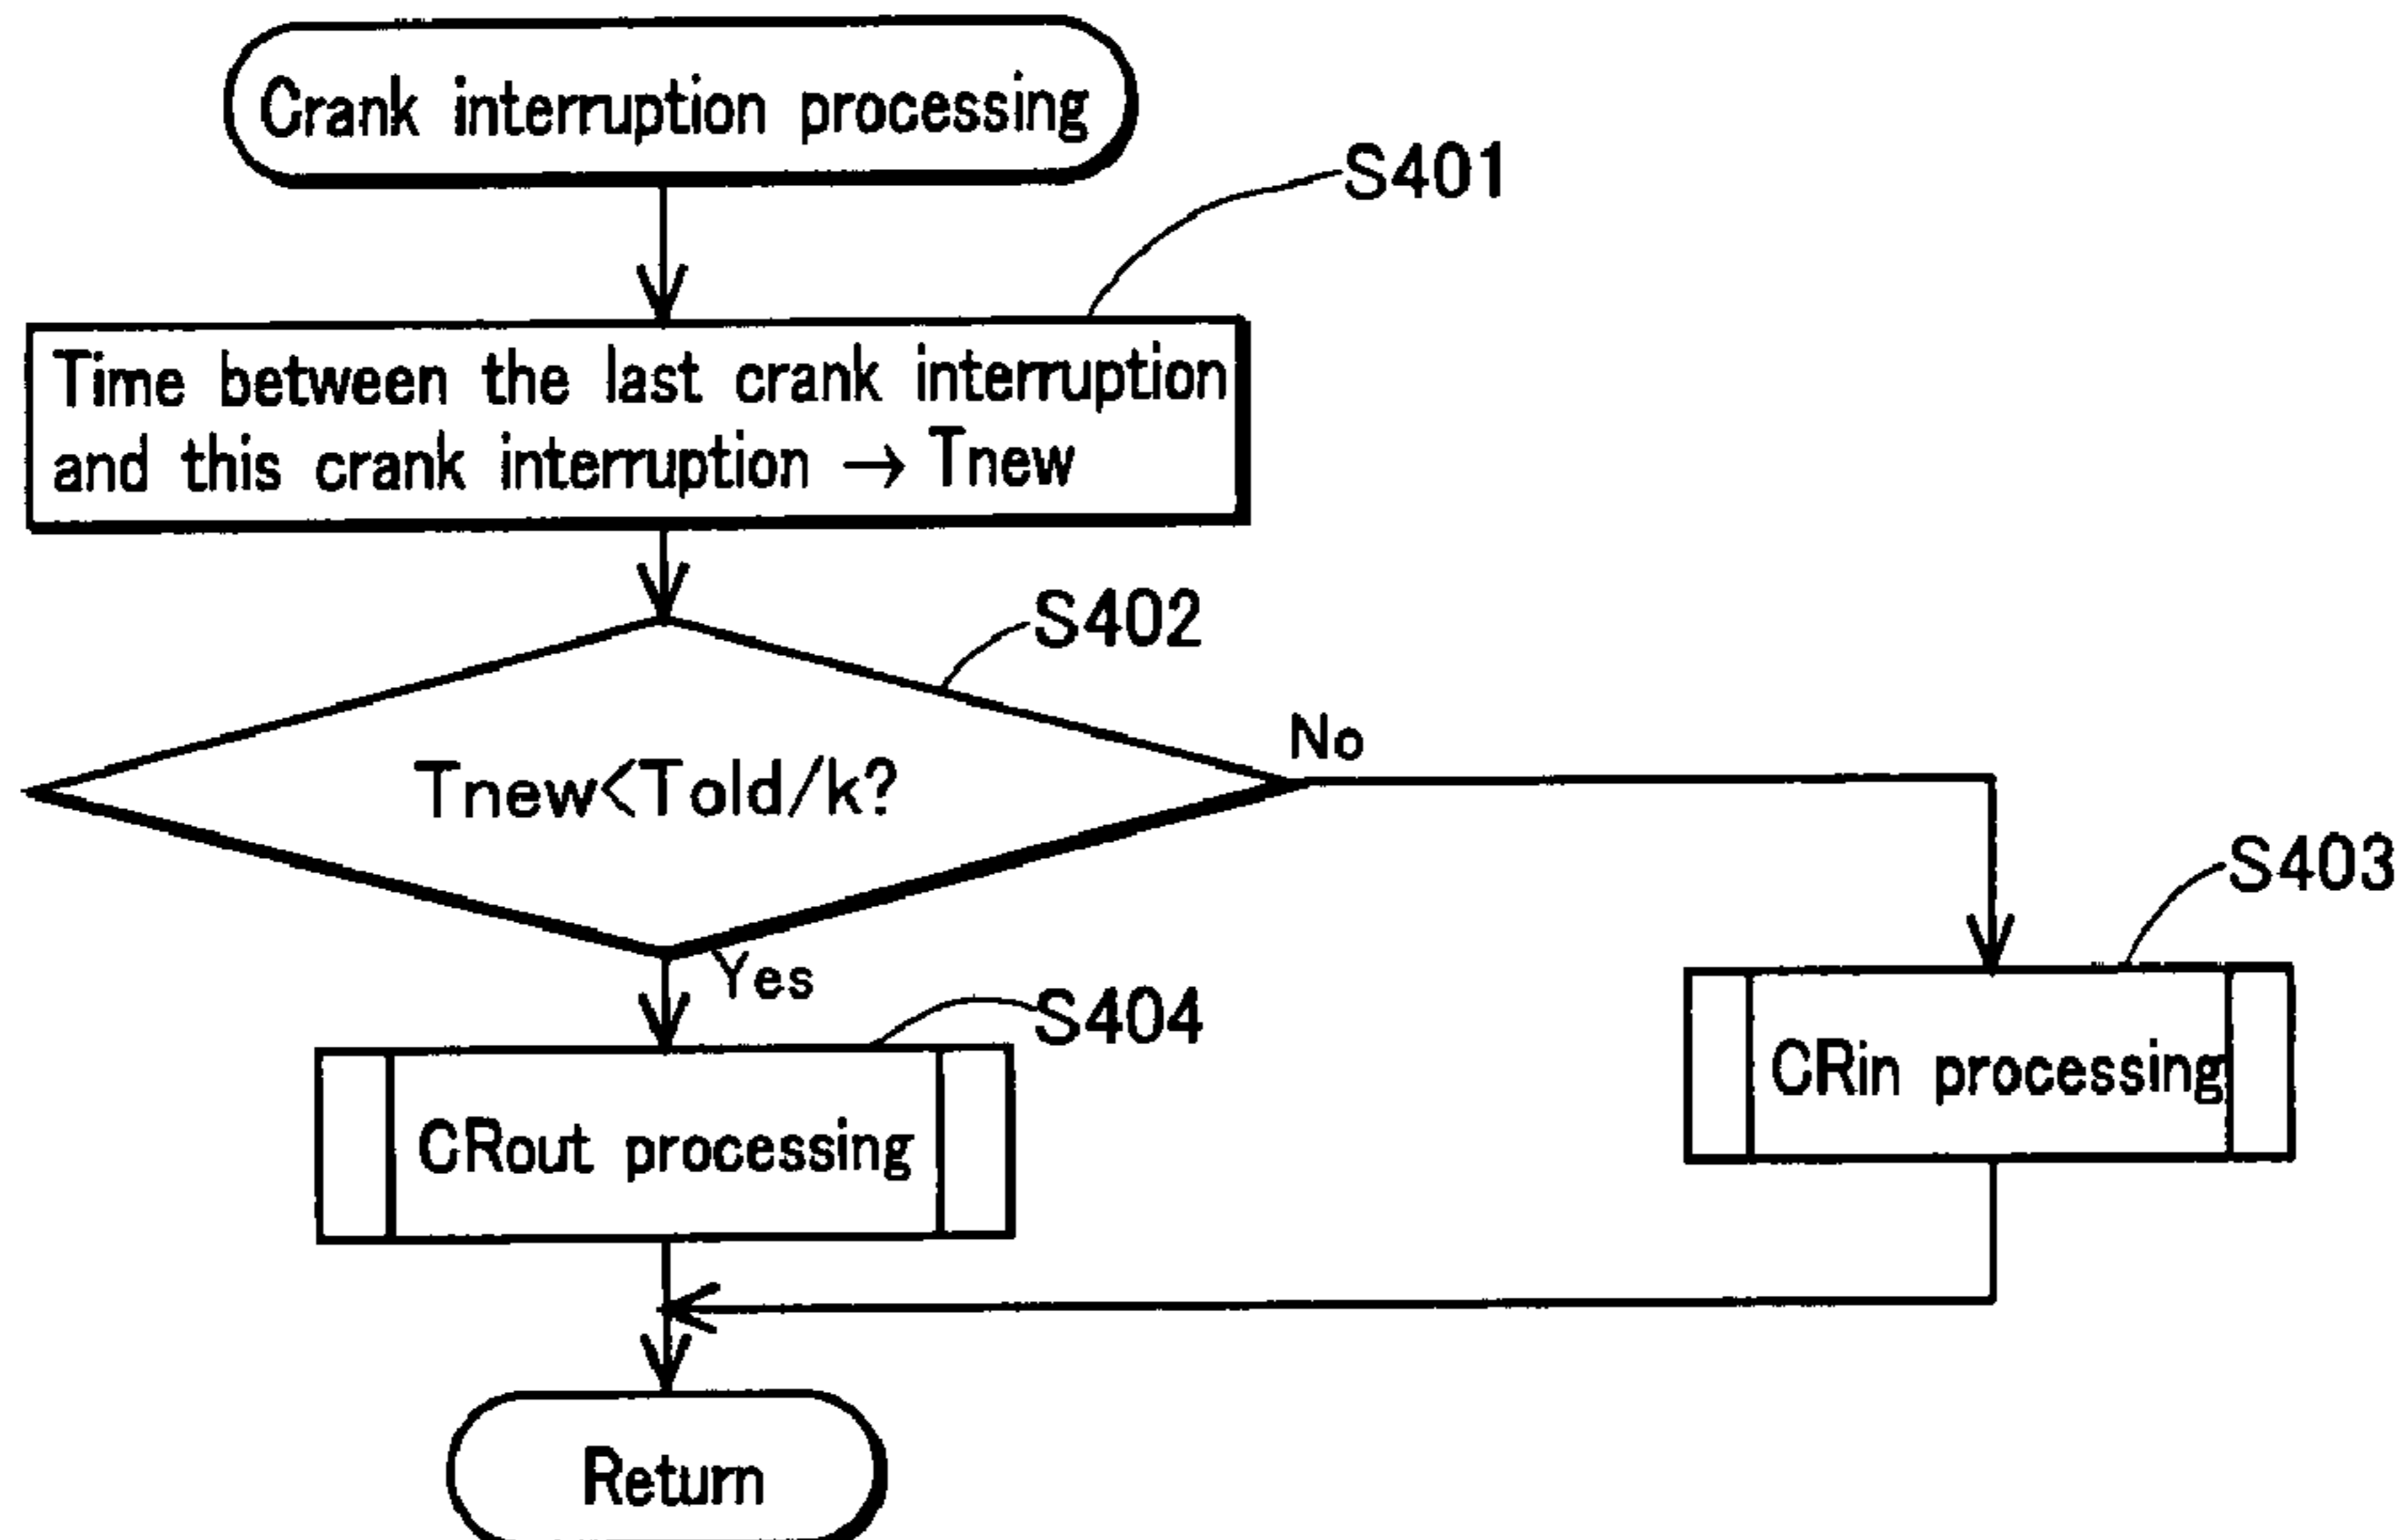 Crank interruption processing
S401
Time between the last crank interruption
and this crank interruption → Tnew
S402
Tnew<Told/k?
No
Yes
S403
CRin processing
S404
CRout processing
Return